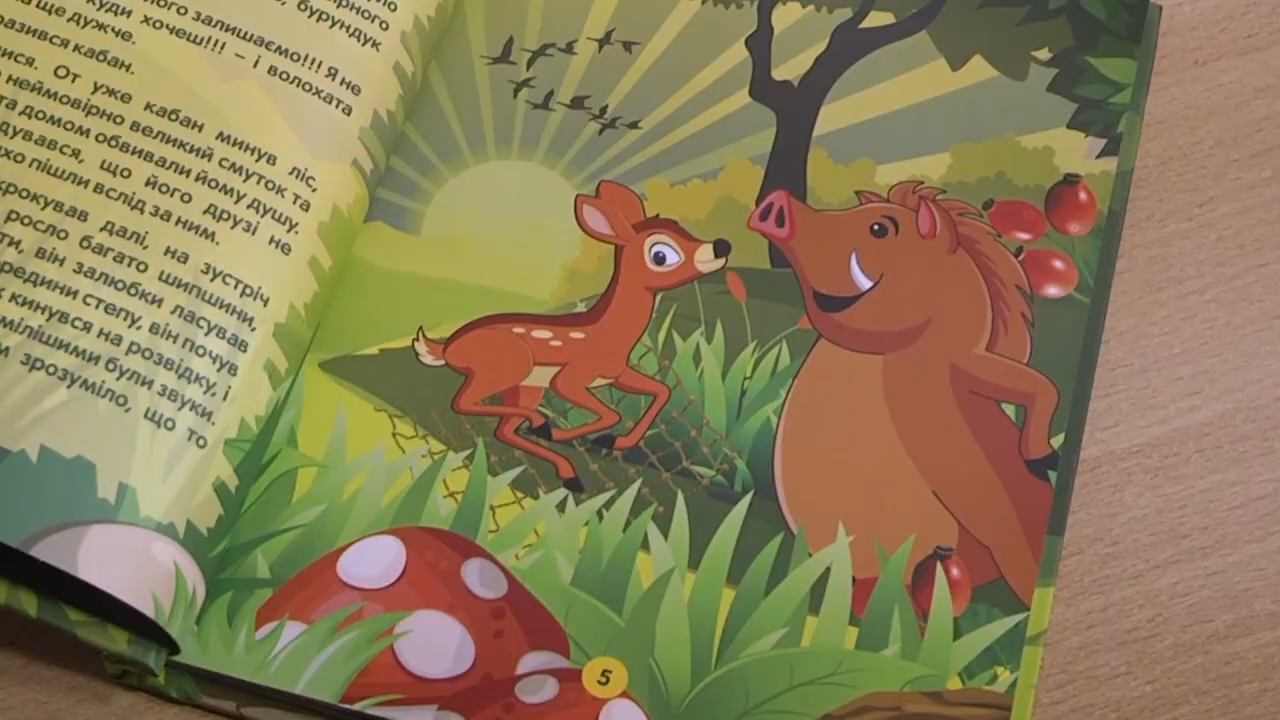 бурундук
його залишаємо!!! Я не
куди хочеш!!! – і волохата
ще дужче.
разився кабан.
лися. От уже кабан минув ліс,
неймовірно великий смуток та
та домом обвивали йому душу.
дувався, що його друзі не
пішли вслід за ним.
крокував далі, на зустріч
росло багато шипшини,
ти, він залюбки ласував
середини степу, він почув
кинувся на розвідку, і
мілішими були звуки.
зрозуміло, що то
5